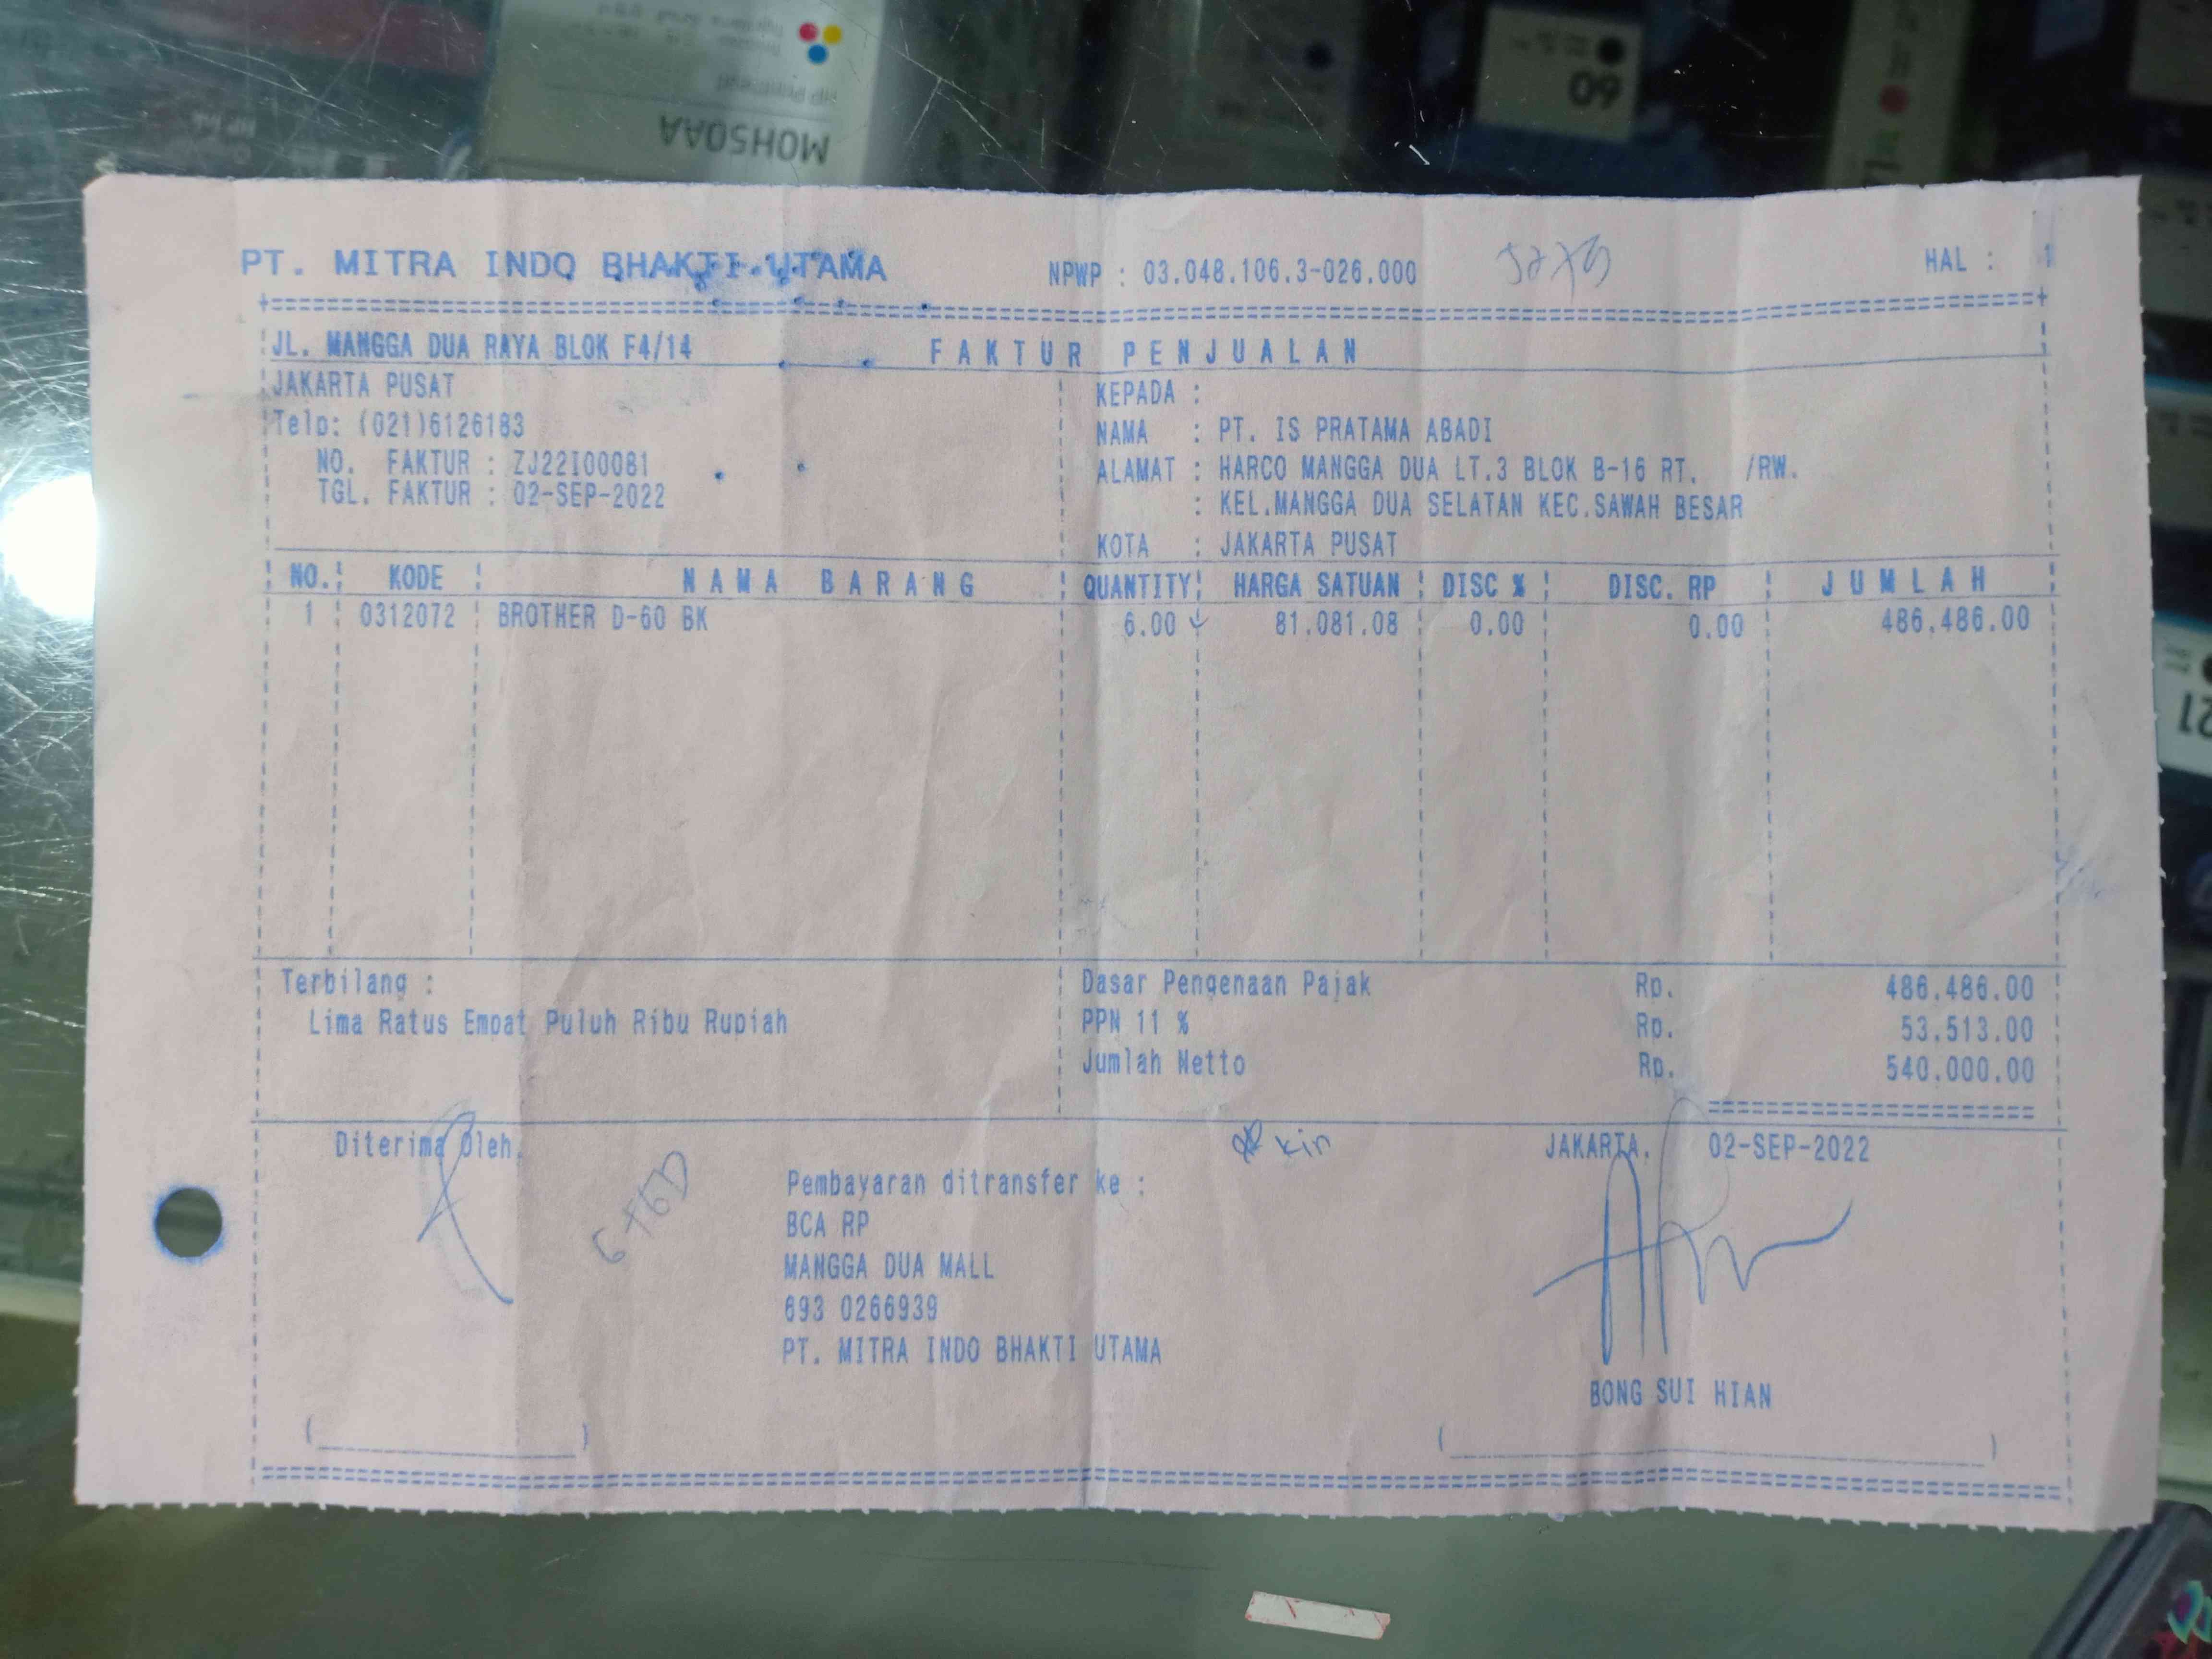 MOH50AA
60
PT. MITRA INDO BHAKTI UTAMA NPWP : 03.048.106.3-026.000 HAL : 1
JL. MANGGA DUA RAYA BLOK F4/14 FAKTUR PENJUALAN
JAKARTA PUSAT
Telp: (021)6126183
NO. FAKTUR : ZJ22I00081
TGL. FAKTUR : 02-SEP-2022
KEPADA :
NAMA : PT. IS PRATAMA ABADI
ALAMAT : HARCO MANGGA DUA LT.3 BLOK B-16 RT. /RW.
: KEL.MANGGA DUA SELATAN KEC.SAWAH BESAR
KOTA : JAKARTA PUSAT
NO. KODE NAMA BARANG QUANTITY HARGA SATUAN DISC % DISC. RP JUMLAH
1 0312072 BROTHER D-60 BK 6.00 81.081.08 0.00 0.00 486.486.00
Terbilang :
Lima Ratus Empat Puluh Ribu Rupiah
Dasar Pengenaan Pajak Rp. 486.486.00
PPN 11 % Rp. 53.513.00
Jumlah Netto Rp. 540.000.00
Diterima Oleh,
kin
JAKARTA, 02-SEP-2022
Pembayaran ditransfer ke :
BCA RP
MANGGA DUA MALL
693 0266939
PT. MITRA INDO BHAKTI UTAMA
BONG SUI HIAN